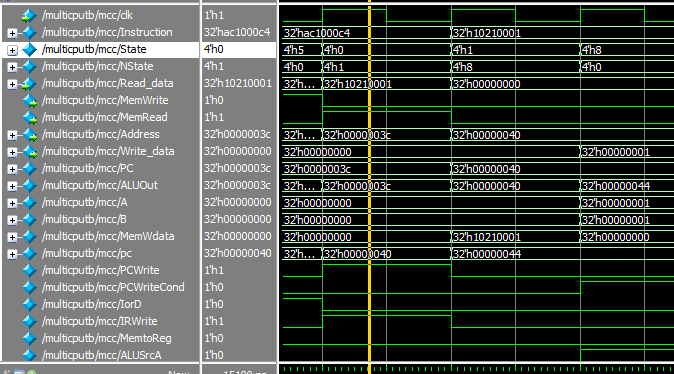 /multicputb/mcc/clk 1'h1
/multicputb/mcc/Instruction 32'hac1000c4 32'hac1000c4 32'h10210001
/multicputb/mcc/State 4'h0 4'h5 4'h0 4'h1 4'h8
/multicputb/mcc/NState 4'h1 4'h0 4'h1 4'h8 4'h0
/multicputb/mcc/Read_data 32'h10210001 32'h... 32'h10210001 32'h00000000
/multicputb/mcc/MemWrite 1'h0
/multicputb/mcc/MemRead 1'h1
/multicputb/mcc/Address 32'h0000003c 32'h... 32'h0000003c 32'h00000040
/multicputb/mcc/Write_data 32'h00000000 32'h00000000 32'h00000001
/multicputb/mcc/PC 32'h0000003c 32'h0000003c 32'h00000040
/multicputb/mcc/ALUOut 32'h0000003c 32'h... 32'h0000003c 32'h00000040 32'h00000044
/multicputb/mcc/A 32'h00000000 32'h00000000 32'h00000001
/multicputb/mcc/B 32'h00000000 32'h00000000 32'h00000001
/multicputb/mcc/MemWdata 32'h00000000 32'h00000000 32'h10210001 32'h00000000
/multicputb/mcc/pc 32'h00000040 32'h... 32'h00000040 32'h00000044
/multicputb/mcc/PCWrite 1'h1
/multicputb/mcc/PCWriteCond 1'h0
/multicputb/mcc/IorD 1'h0
/multicputb/mcc/IRWrite 1'h1
/multicputb/mcc/MemtoReg 1'h0
/multicputb/mcc/ALUSrcA 1'h0